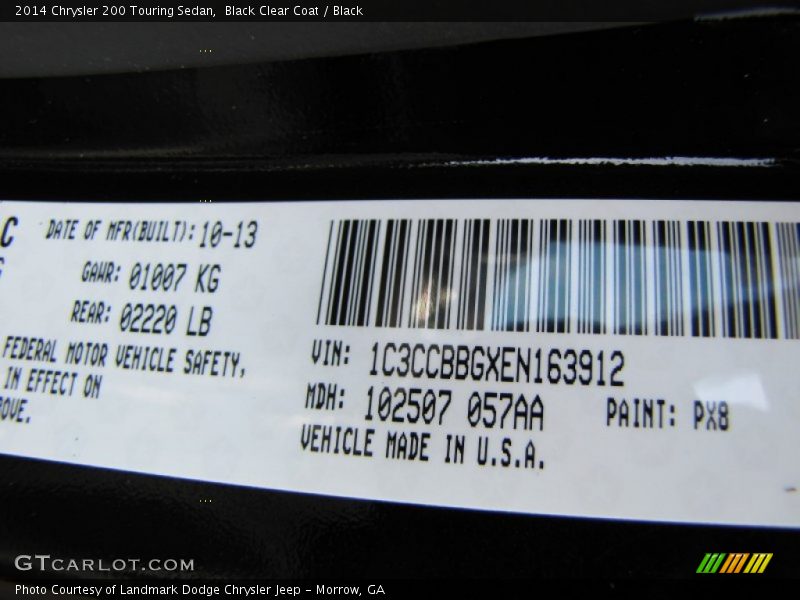 2014 Chrysler 200 Touring Sedan,  Black Clear Coat / Black
C
DATE OF MFR(BUILT): 10-13
GAWR: 01007 KG
REAR: 02220 LB
FEDERAL MOTOR VEHICLE SAFETY,
IN EFFECT ON
VIN: 1C3CCBBGXEN163912
MDH: 102507 057AA
PAINT: PX8
VEHICLE MADE IN U.S.A.
GTCARLOT.COM
Photo Courtesy of Landmark Dodge Chrysler Jeep - Morrow, GA